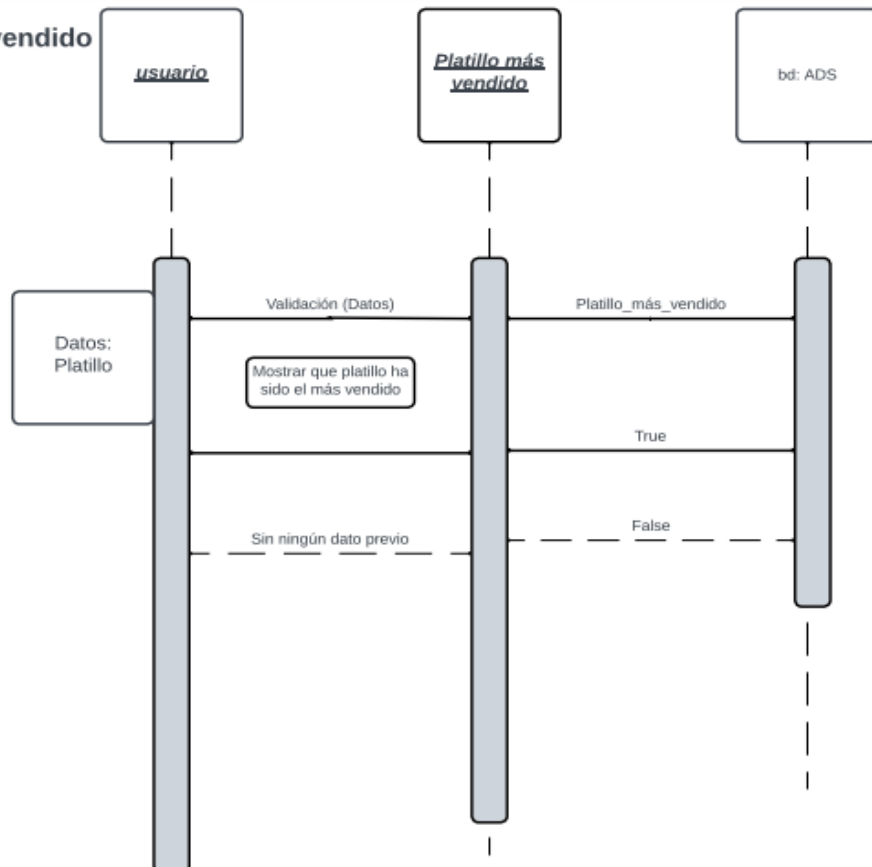 vendido
usuario
Platillo más
vendido
bd: ADS
Validación (Datos)
Platillo_más_vendido
Datos:
Platillo
Mostrar que platillo ha
sido el más vendido
True
Sin ningún dato previo
False